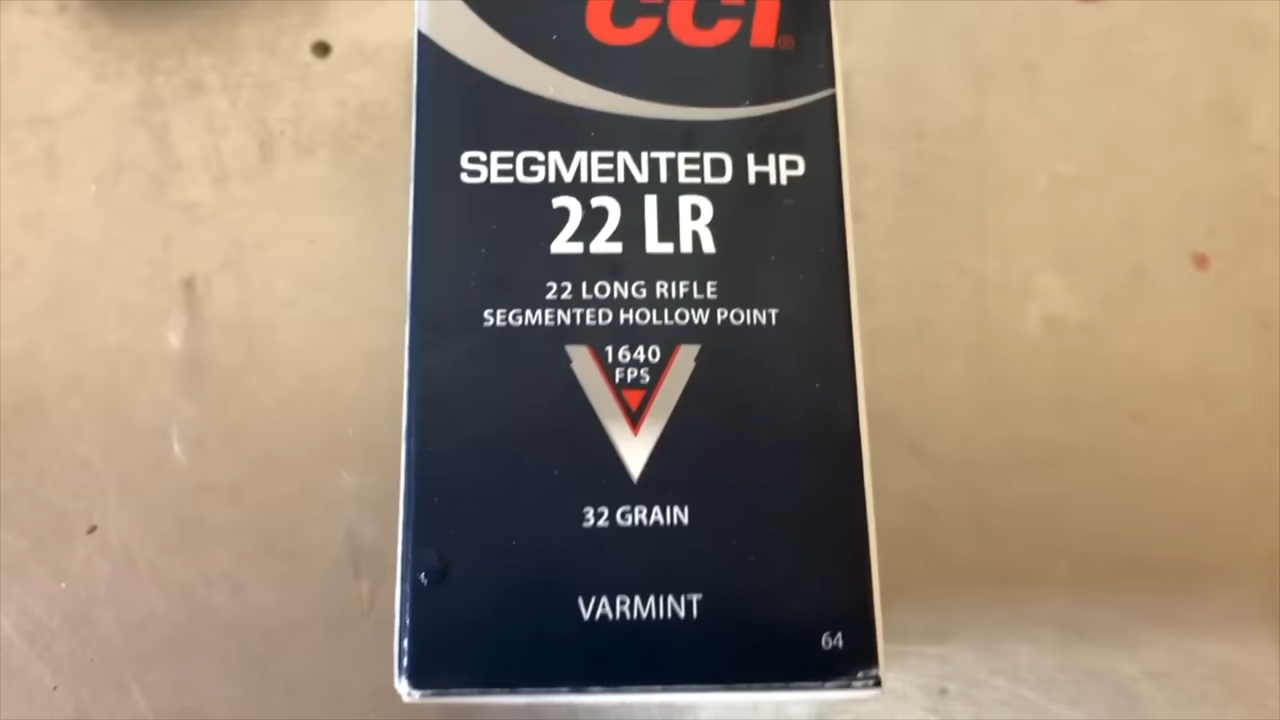 CCI®
SEGMENTED HP
22 LR
22 LONG RIFLE
SEGMENTED HOLLOW POINT
1640
FPS
32 GRAIN
VARMINT
64